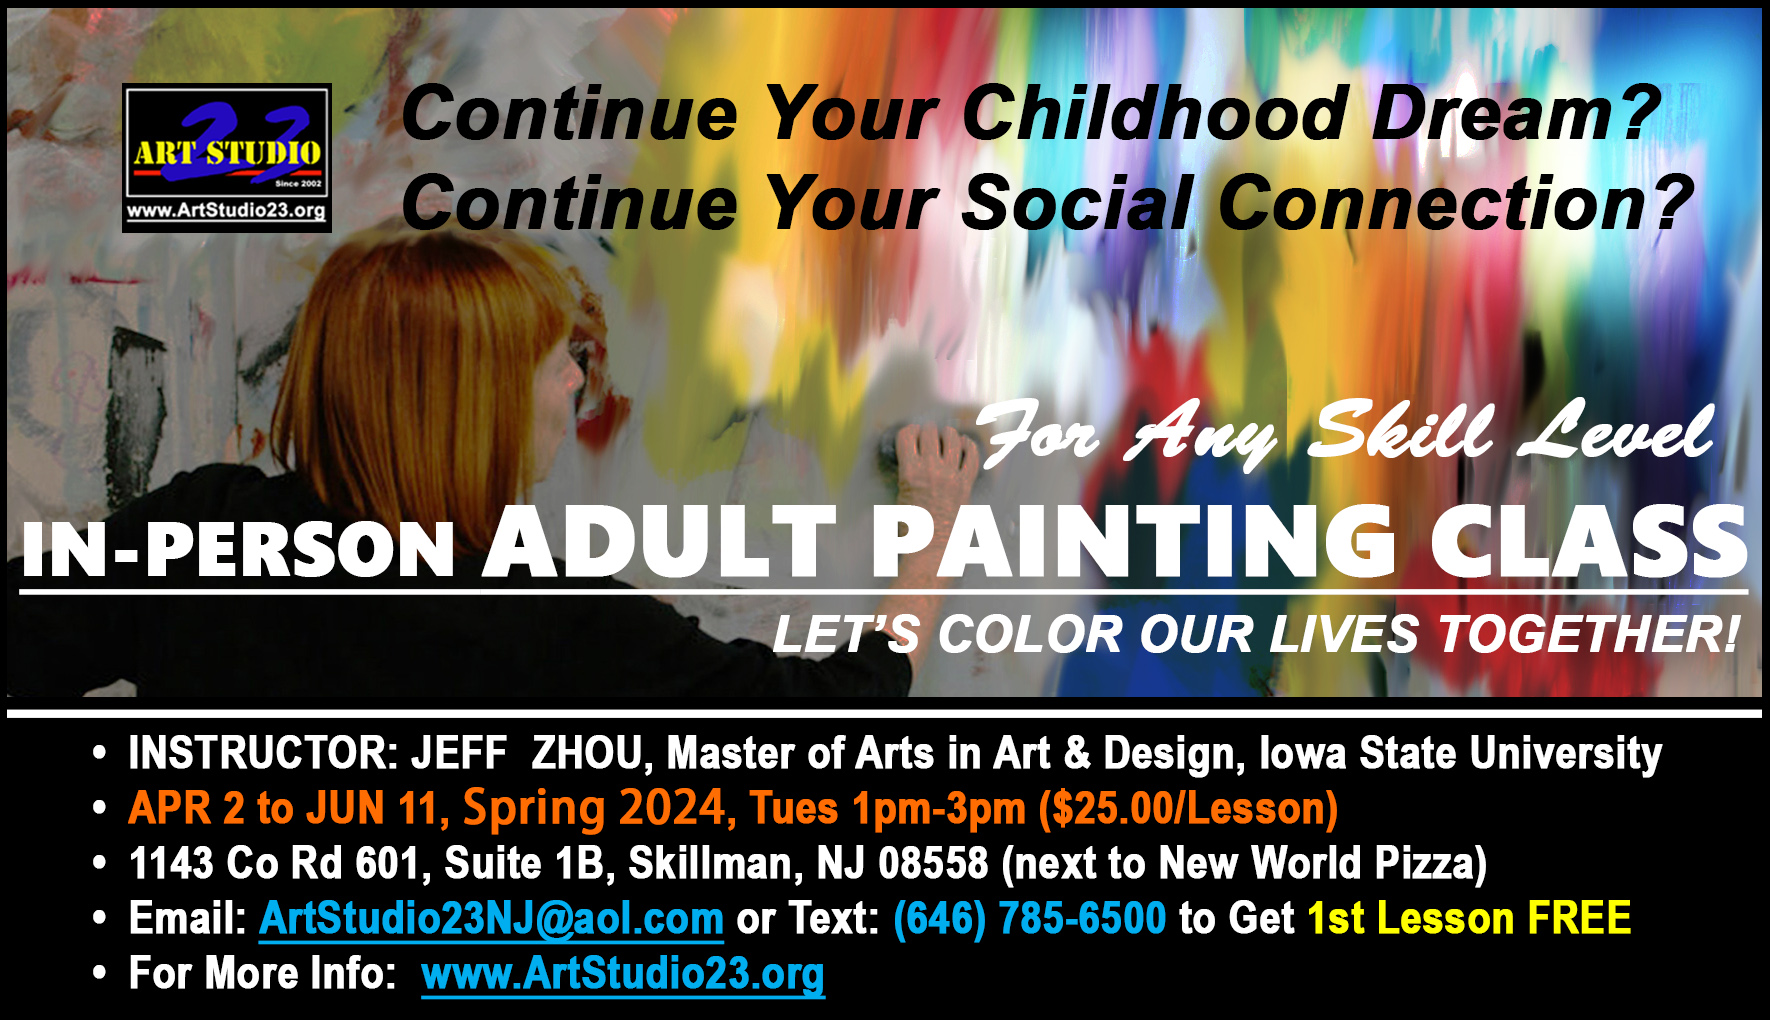 23
ART STUDIO
Since 2002
www.ArtStudio23.org
Continue Your Childhood Dream?
Continue Your Social Connection?
For Any Skill Level
IN-PERSON ADULT PAINTING CLASS
LET'S COLOR OUR LIVES TOGETHER!
• INSTRUCTOR: JEFF ZHOU, Master of Arts in Art & Design, Iowa State University
• APR 2 to JUN 11, Spring 2024, Tues 1pm-3pm ($25.00/Lesson)
• 1143 Co Rd 601, Suite 1B, Skillman, NJ 08558 (next to New World Pizza)
• Email: ArtStudio23NJ@aol.com or Text: (646) 785-6500 to Get 1st Lesson FREE
• For More Info: www.ArtStudio23.org